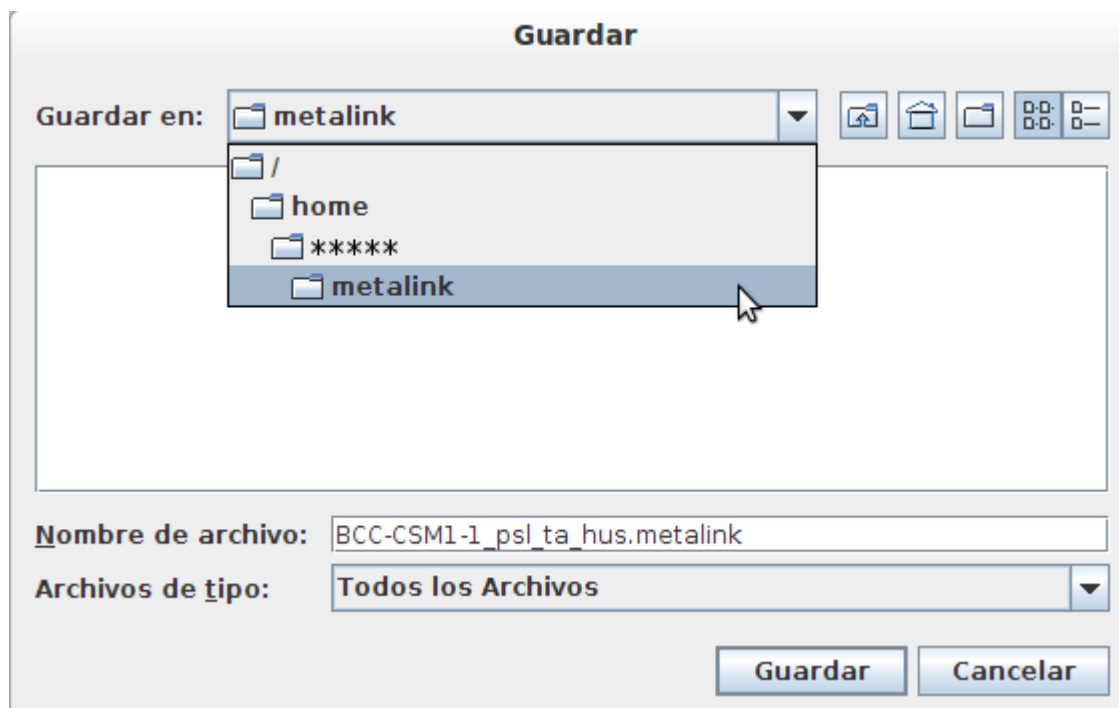 Guardar
Guardar en: metalink
/
home
*****
metalink
Nombre de archivo: BCC-CSM1-1_psl_ta_hus.metalink
Archivos de tipo: Todos los Archivos
Guardar Cancelar